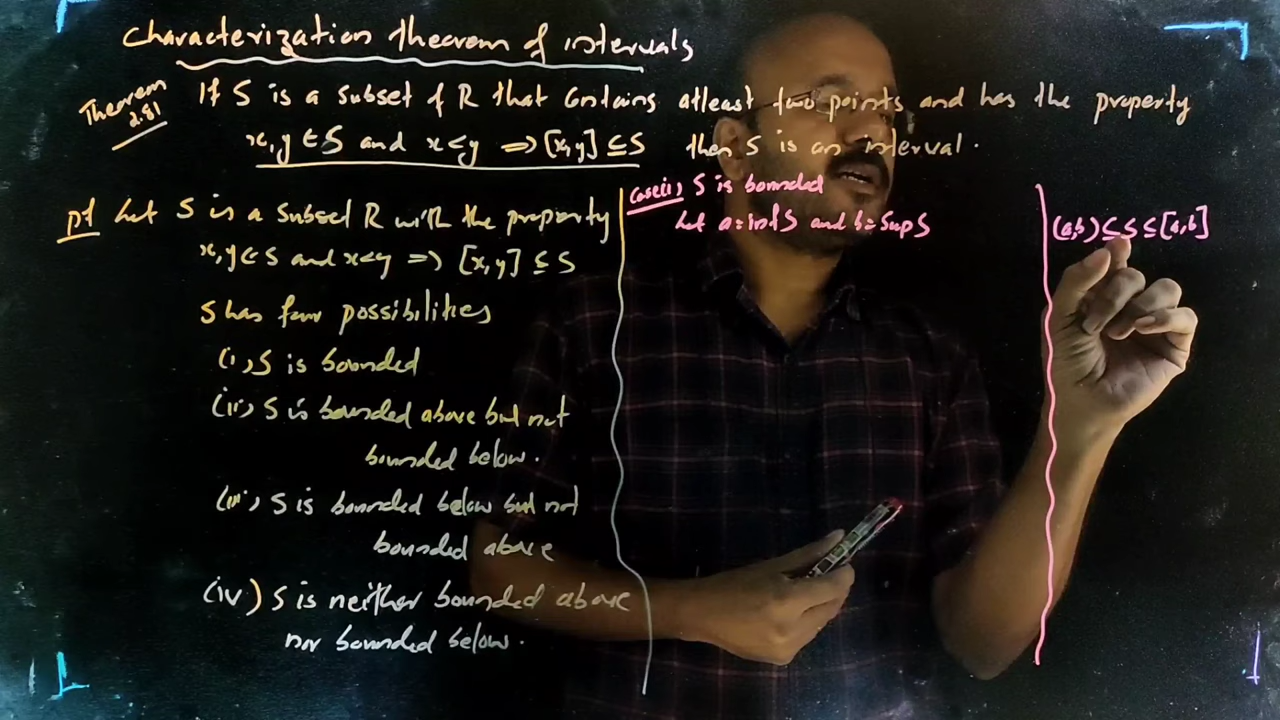 Characterization theorem of intervals
Theorem
2.81
If S is a subset of R that contains atleast two points and has the property
x,y ∈ S and x<y ⇒ [x,y] ⊆ S then S is an interval.
pf Let S is a subset R with the property
x,y ∈ S and x<y ⇒ [x,y] ⊆ S
S has four possibilities
(i) S is bounded
(ii) S is bounded above but not
bounded below.
(iii) S is bounded below but not
bounded above
(iv) S is neither bounded above
nor bounded below.
Case(i) S is bounded
Let a = inf S and b = Sup S
(a,b) ⊆ S ⊆ [a,b]